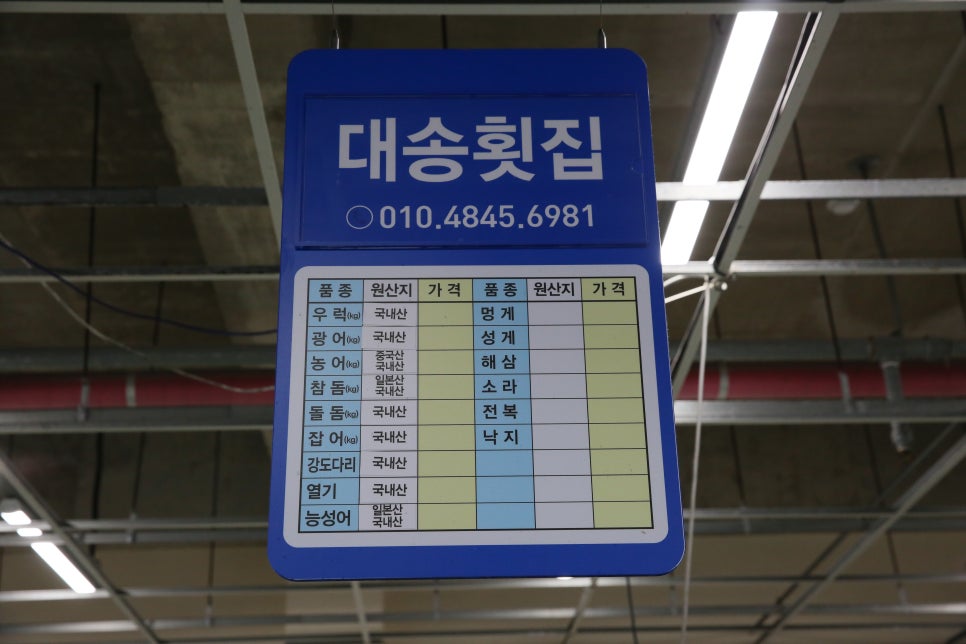 대송횟집
010.4845.6981
품종 원산지 가격 품종 원산지 가격
우럭(kg) 국내산 멍게
광어(kg) 국내산 성게
농어(kg) 중국산 국내산 해삼
참돔(kg) 일본산 국내산 소라
돌돔(kg) 국내산 전복
잡어(kg) 국내산 낙지
강도다리 국내산
열기 국내산
능성어 일본산 국내산